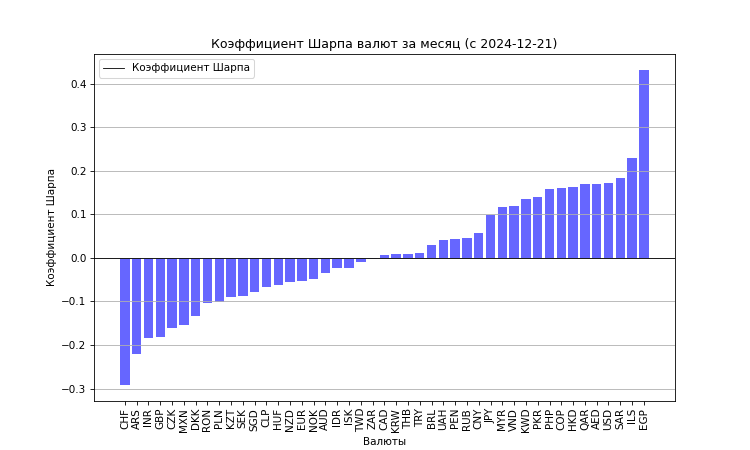 Коэффициент Шарпа валют за месяц (с 2024-12-21)
Коэффициент Шарпа
0.4
0.3
0.2
0.1
0.0
−0.1
−0.2
−0.3
Коэффициент Шарпа
CHF
ARS
INR
GBP
CZK
MXN
DKK
RON
PLN
KZT
SEK
SGD
CLP
HUF
NZD
EUR
NOK
AUD
IDR
ISK
TWD
ZAR
CAD
KRW
THB
TRY
BRL
UAH
PEN
RUB
CNY
JPY
MYR
VND
KWD
PKR
PHP
COP
HKD
QAR
AED
USD
SAR
ILS
EGP
Валюты